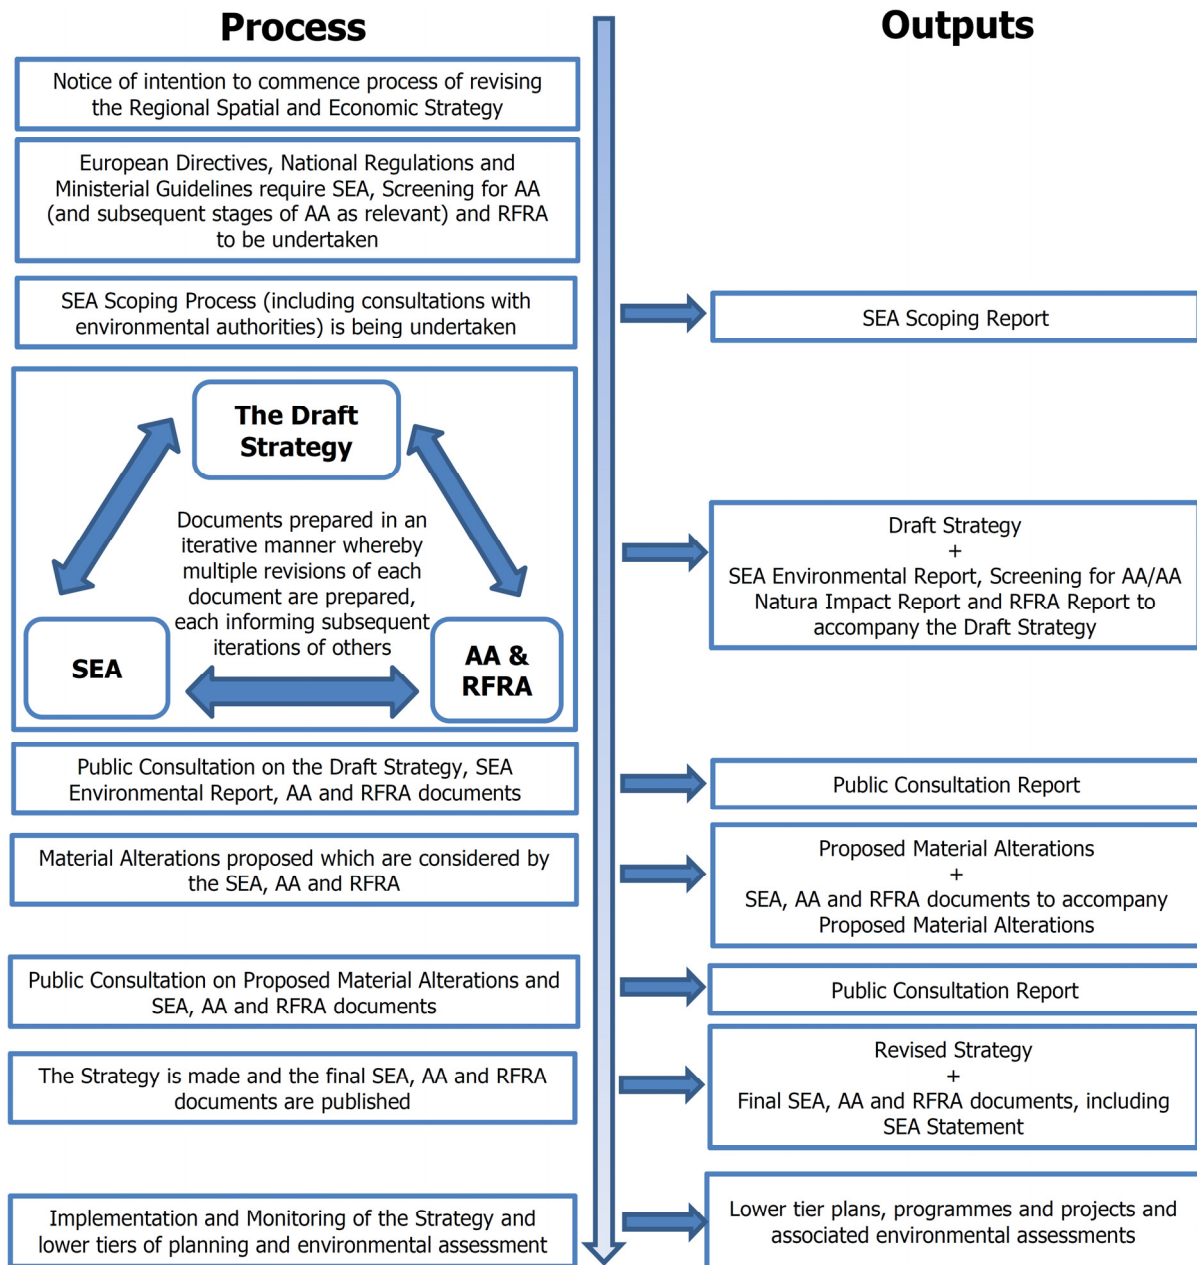 Process
Outputs
Notice of intention to commence process of revising
the Regional Spatial and Economic Strategy
European Directives, National Regulations and
Ministerial Guidelines require SEA, Screening for AA
(and subsequent stages of AA as relevant) and RFRA
to be undertaken
SEA Scoping Process (including consultations with
environmental authorities) is being undertaken
SEA Scoping Report
The Draft
Strategy
Documents prepared in an
iterative manner whereby
multiple revisions of each
document are prepared,
each informing subsequent
iterations of others
SEA
AA &
RFRA
Draft Strategy
+
SEA Environmental Report, Screening for AA/AA
Natura Impact Report and RFRA Report to
accompany the Draft Strategy
Public Consultation on the Draft Strategy, SEA
Environmental Report, AA and RFRA documents
Public Consultation Report
Material Alterations proposed which are considered by
the SEA, AA and RFRA
Proposed Material Alterations
+
SEA, AA and RFRA documents to accompany
Proposed Material Alterations
Public Consultation on Proposed Material Alterations and
SEA, AA and RFRA documents
Public Consultation Report
The Strategy is made and the final SEA, AA and RFRA
documents are published
Revised Strategy
+
Final SEA, AA and RFRA documents, including
SEA Statement
Implementation and Monitoring of the Strategy and
lower tiers of planning and environmental assessment
Lower tier plans, programmes and projects and
associated environmental assessments